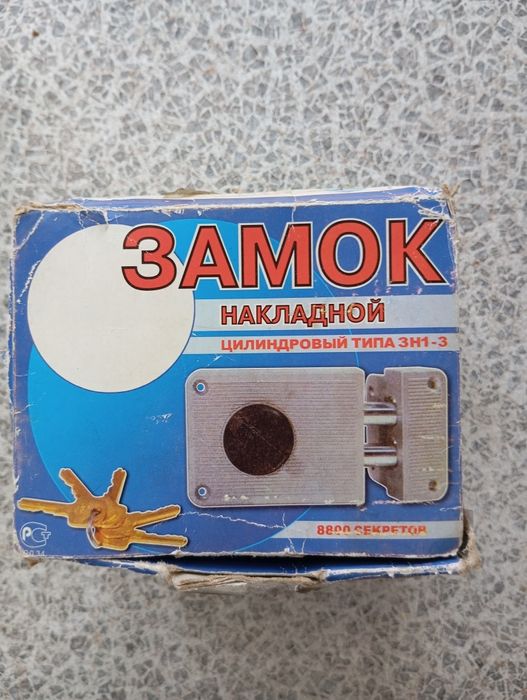 ЗАМОК
НАКЛАДНОЙ
ЦИЛИНДРОВЫЙ ТИПА ЗН1-3
8800 СЕКРЕТОВ